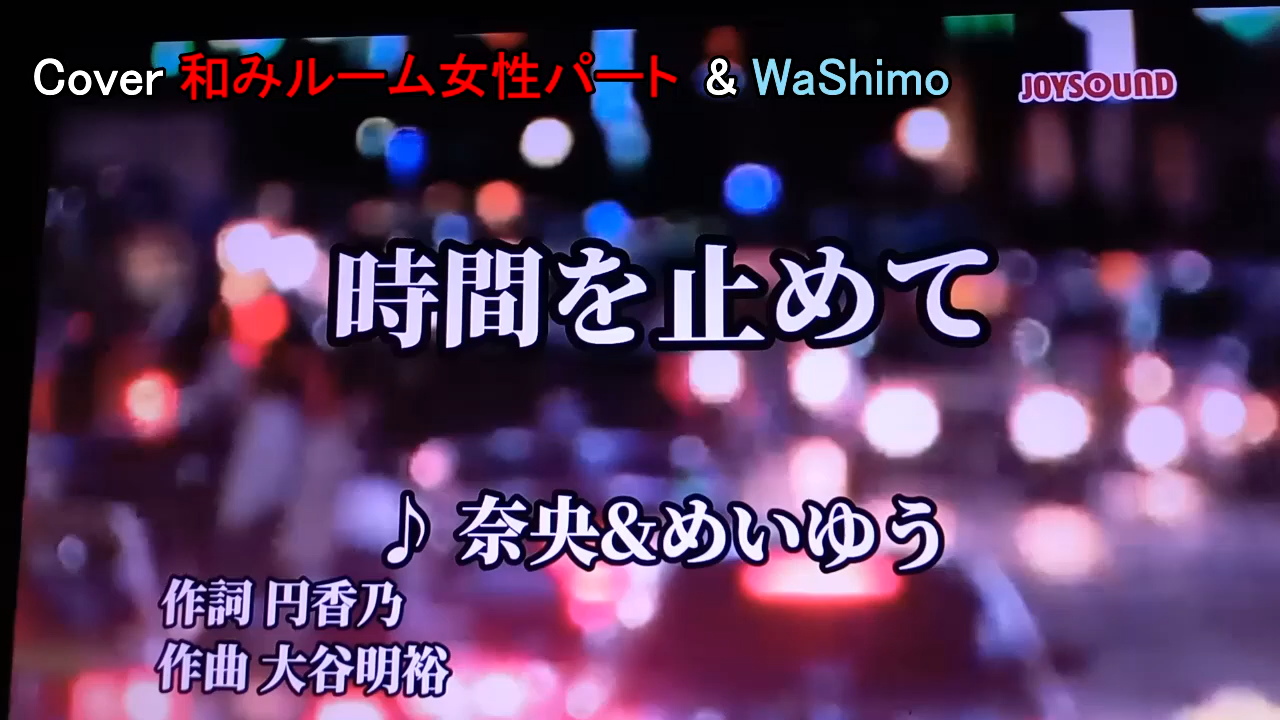 Cover 和みルーム女性パート & WaShimo
JOYSOUND
時間を止めて
♪ 奈央&めいゆう
作詞 円香乃
作曲 大谷明裕